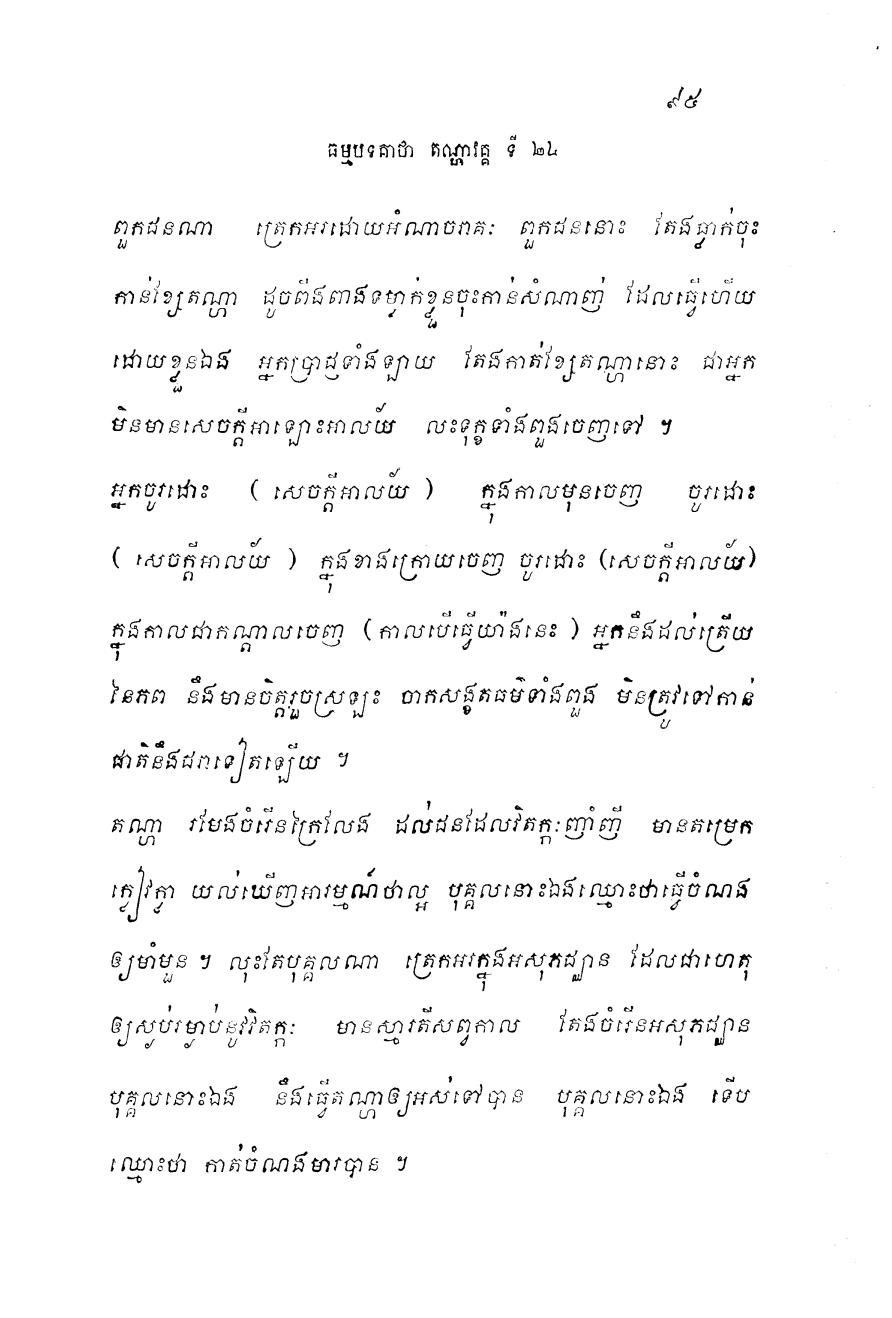 ៩៥
ធម្មបទគាថា តណ្ហាវគ្គ ទី ២៤
ពួកជនណា ត្រេកអរដោយអំណាចរាគៈ ពួកជននោះ តែងធ្លាក់ចុះ
កាន់ខ្សែតណ្ហា ដូចពីងពាងទម្លាក់ខ្លួនចុះកាន់សំណាញ់ ដែលធ្វើហើយ
ដោយខ្លួនឯង អ្នកប្រាជ្ញទាំងឡាយ តែងកាត់ខ្សែតណ្ហានោះ ជាអ្នក
មិនមានសេចក្តីអាឡោះអាល័យ លះទុក្ខទាំងពួងចេញទៅ ។
អ្នកចូរដោះ ( សេចក្តីអាល័យ ) ក្នុងកាលមុនចេញ ចូរដោះ
( សេចក្តីអាល័យ ) ក្នុងខាងក្រោយចេញ ចូរដោះ (សេចក្តីអាល័យ)
ក្នុងកាលជាកណ្តាលចេញ (កាលបើធ្វើយ៉ាងនេះ ) អ្នកនឹងដល់ត្រើយ
នៃភព នឹងមានចិត្តរួចស្រឡះ ចាកសង្ខតធម៌ទាំងពួង មិនត្រូវទៅកាន់
ជាតិនឹងជរាទៀតឡើយ ។
តណ្ហា រមែងចំរើនក្រៃលែង ដល់ជនដែលវិតក្កៈញាំញី មានតម្រេក
ក្លៀវក្លា យល់ឃើញអារម្មណ៍ថាល្អ បុគ្គលនោះឯងឈ្មោះថាធ្វើចំណង
ឲ្យមាំមួន ។ លុះតែបុគ្គលណា ត្រេកអរក្នុងអសុភជ្ឈាន ដែលជាហេតុ
ឲ្យស្ងប់រម្ងាប់នូវវិតក្កៈ មានស្មារតីសព្វកាល តែងចំរើនអសុភជ្ឈាន
បុគ្គលនោះឯង នឹងធ្វើតណ្ហាឲ្យអស់ទៅបាន បុគ្គលនោះឯង ទើប
ឈ្មោះថា កាត់ចំណងមារបាន ។